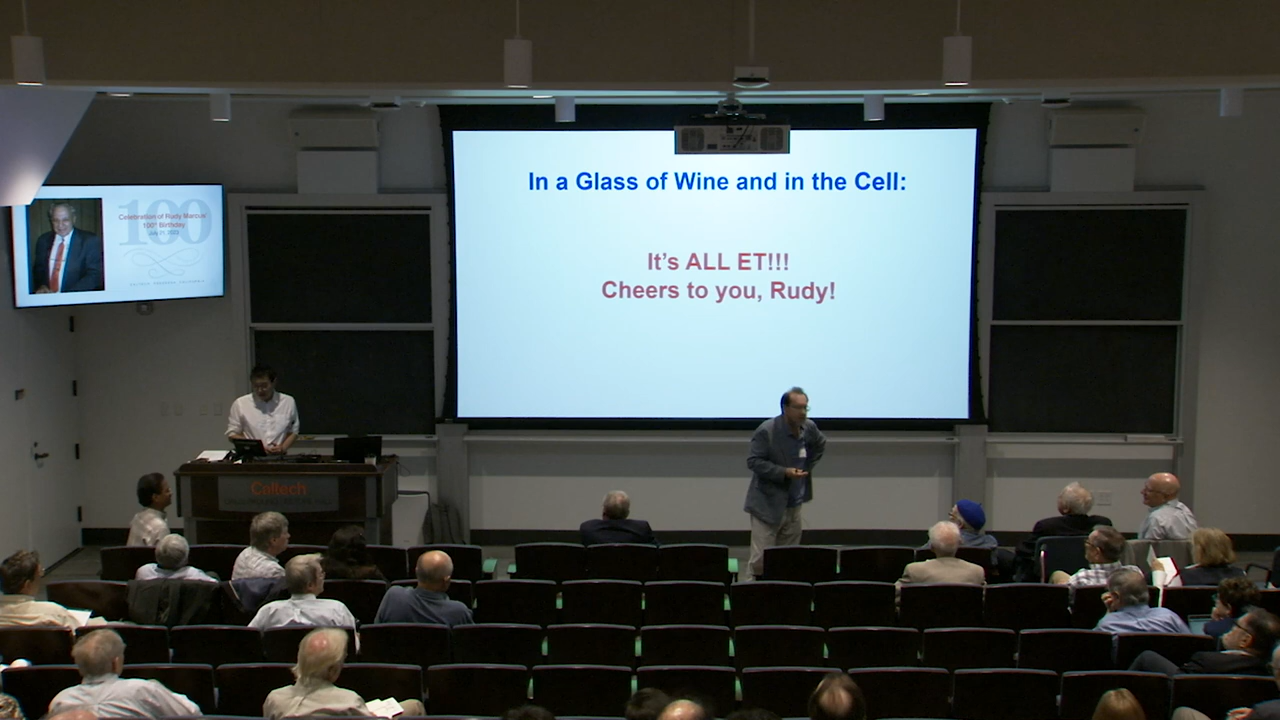 In a Glass of Wine and in the Cell:
It's ALL ET!!!
Cheers to you, Rudy!
100
Celebration of Rudy Marcus'
100th Birthday
Caltech